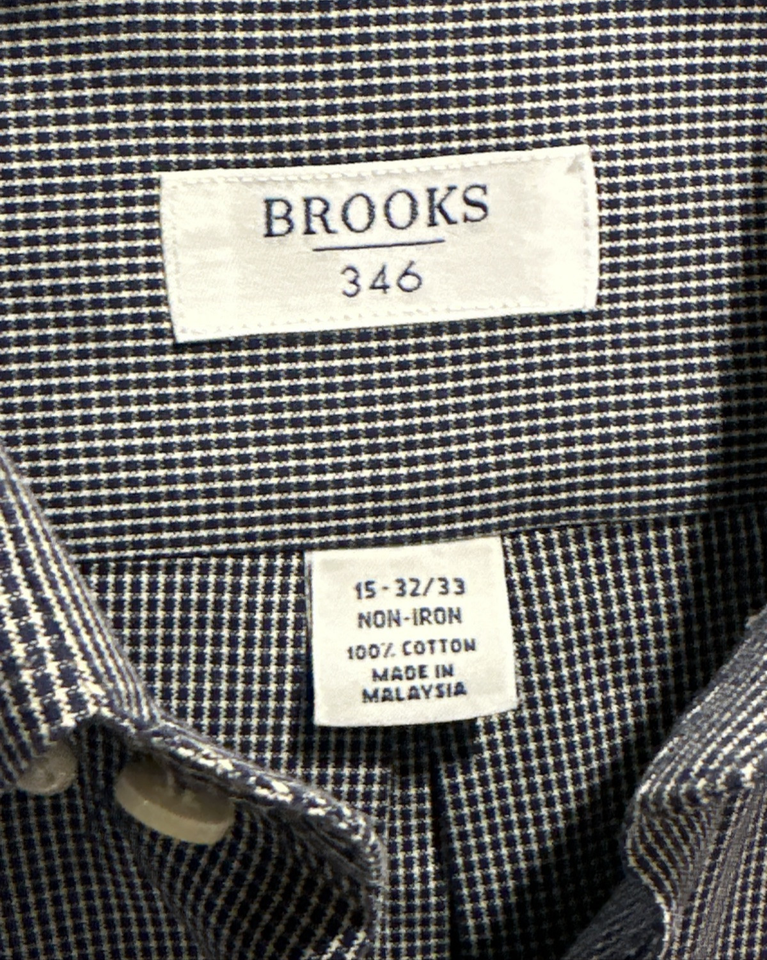 BROOKS
346
15-32/33
NON-IRON
100% COTTON
MADE IN
MALAYSIA